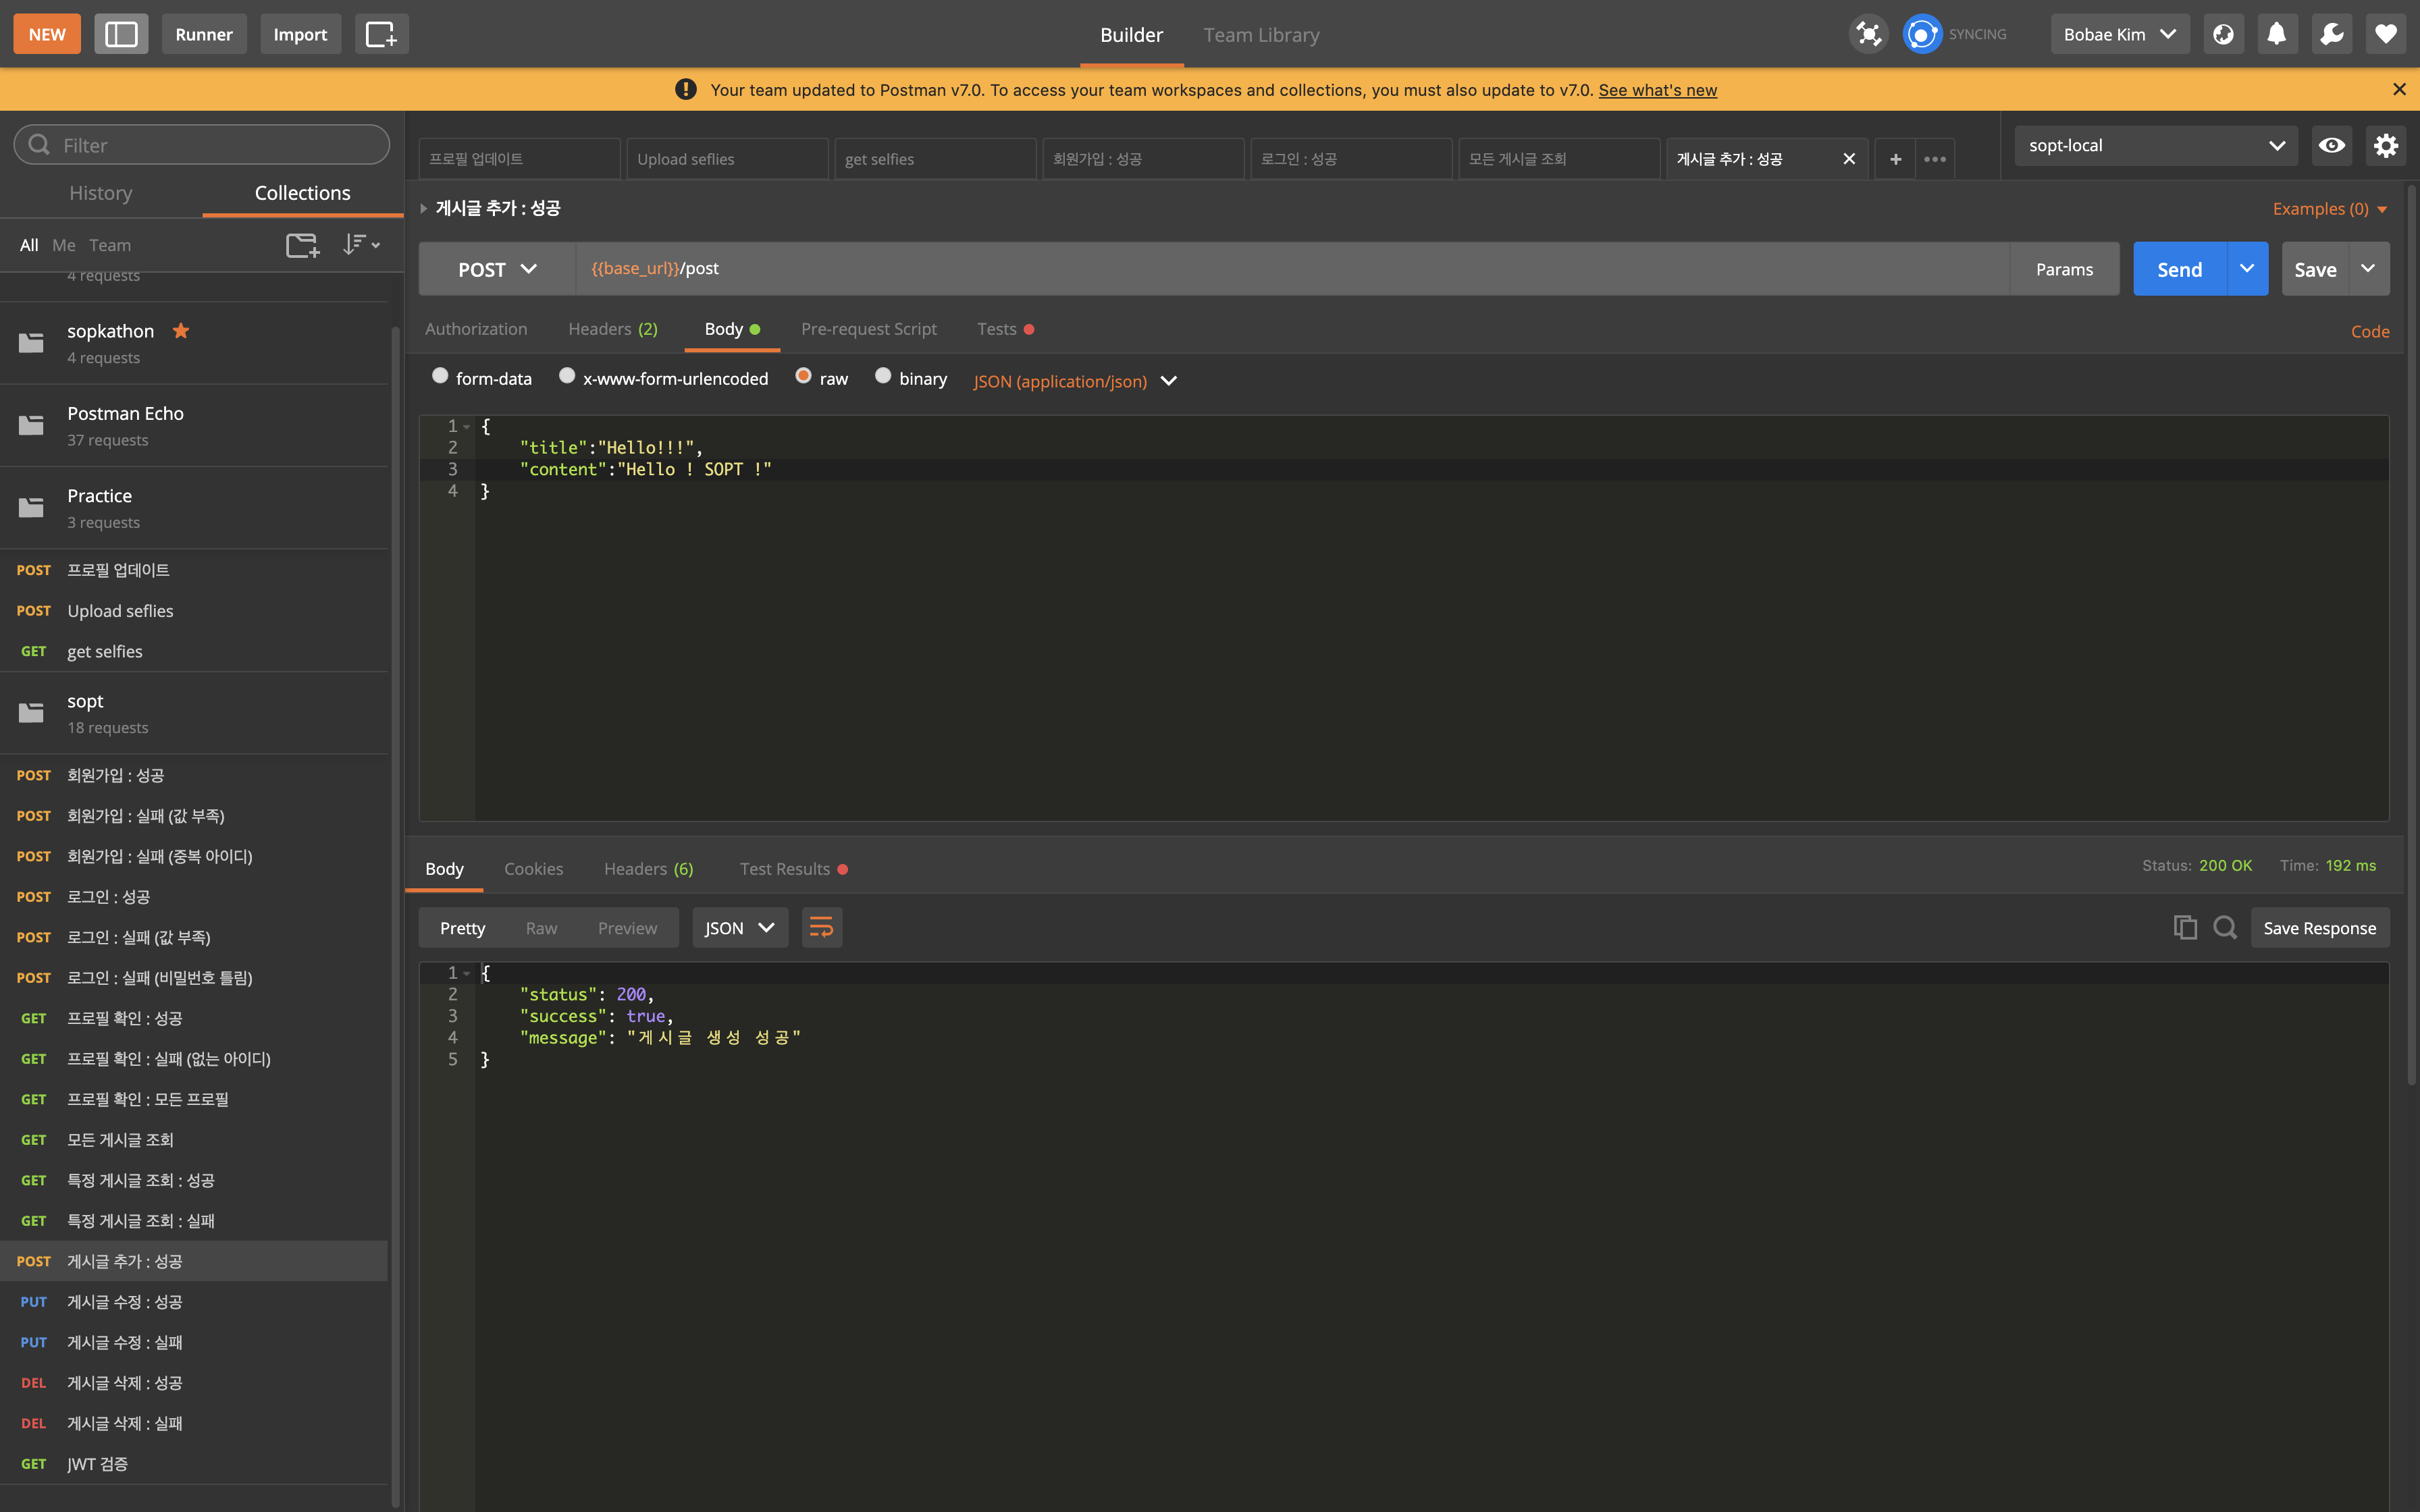 NEW Runner Import Builder Team Library SYNCING Bobae Kim
Your team updated to Postman v7.0. To access your team workspaces and collections, you must also update to v7.0. See what's new
Filter
History Collections
All Me Team
4 requests
sopkathon
4 requests
Postman Echo
37 requests
Practice
3 requests
POST 프로필 업데이트
POST Upload seflies
GET get selfies
sopt
18 requests
POST 회원가입 : 성공
POST 회원가입 : 실패 (값 부족)
POST 회원가입 : 실패 (중복 아이디)
POST 로그인 : 성공
POST 로그인 : 실패 (값 부족)
POST 로그인 : 실패 (비밀번호 틀림)
GET 프로필 확인 : 성공
GET 프로필 확인 : 실패 (없는 아이디)
GET 프로필 확인 : 모든 프로필
GET 모든 게시글 조회
GET 특정 게시글 조회 : 성공
GET 특정 게시글 조회 : 실패
POST 게시글 추가 : 성공
PUT 게시글 수정 : 성공
PUT 게시글 수정 : 실패
DEL 게시글 삭제 : 성공
DEL 게시글 삭제 : 실패
GET JWT 검증
프로필 업데이트 Upload seflies get selfies 회원가입 : 성공 로그인 : 성공 모든 게시글 조회 게시글 추가 : 성공 sopt-local
게시글 추가 : 성공 Examples (0)
POST {{base_url}}/post Params Send Save
Authorization Headers (2) Body Pre-request Script Tests Code
form-data x-www-form-urlencoded raw binary JSON (application/json)
1 {
2 "title":"Hello!!!",
3 "content":"Hello ! SOPT !"
4 }
Body Cookies Headers (6) Test Results Status: 200 OK Time: 192 ms
Pretty Raw Preview JSON Save Response
1 {
2 "status": 200,
3 "success": true,
4 "message": "게시글 생성 성공"
5 }